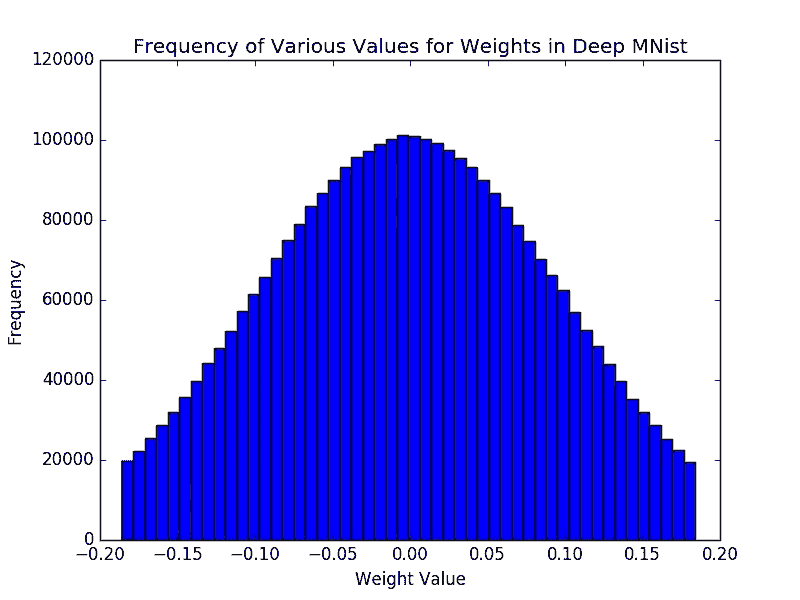 Frequency of Various Values for Weights in Deep MNist
120000
100000
80000
60000
40000
20000
0
Frequency
−0.20 −0.15 −0.10 −0.05 0.00 0.05 0.10 0.15 0.20
Weight Value